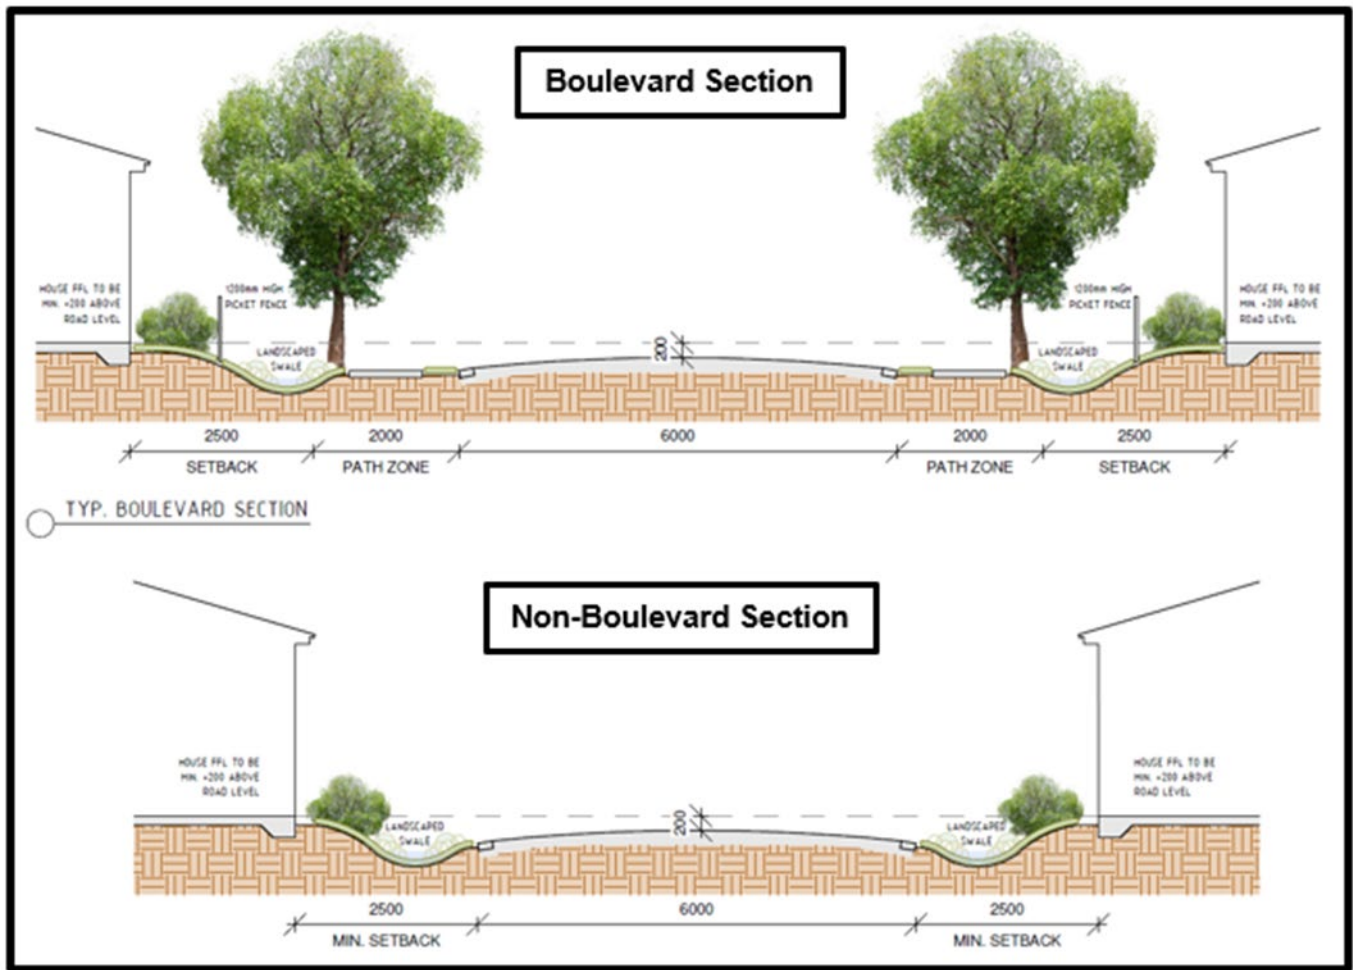 Boulevard Section
HOUSE FFL TO BE
MIN. +200 ABOVE
ROAD LEVEL
1200mm HIGH
PICKET FENCE
LANDSCAPED
SWALE
200
1200mm HIGH
PICKET FENCE
LANDSCAPED
SWALE
HOUSE FFL TO BE
MIN. +200 ABOVE
ROAD LEVEL
2500 2000 6000 2000 2500
SETBACK PATH ZONE PATH ZONE SETBACK
TYP. BOULEVARD SECTION
Non-Boulevard Section
HOUSE FFL TO BE
MIN. +200 ABOVE
ROAD LEVEL
LANDSCAPED
SWALE
200
LANDSCAPED
SWALE
HOUSE FFL TO BE
MIN. +200 ABOVE
ROAD LEVEL
2500 6000 2500
MIN. SETBACK MIN. SETBACK